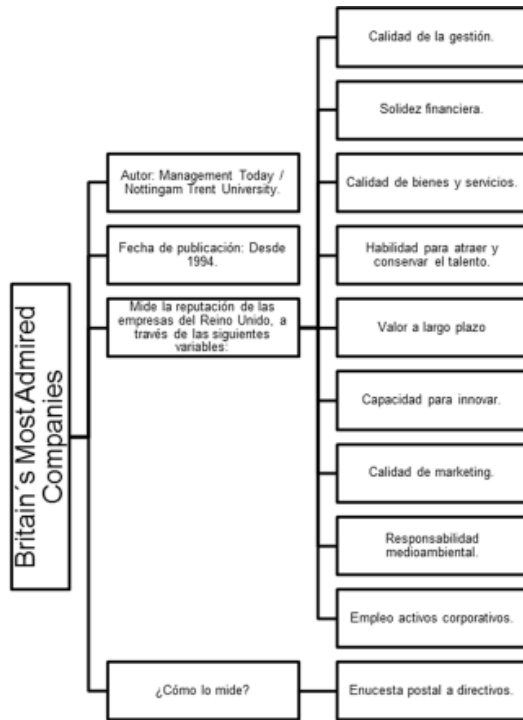 Britain´s Most Admired
Companies
Autor: Management Today /
Nottingam Trent University.
Fecha de publicación: Desde
1994.
Mide la reputación de las
empresas del Reino Unido, a
través de las siguientes
variables:
Calidad de la gestión.
Solidez financiera.
Calidad de bienes y servicios.
Habilidad para atraer y
conservar el talento.
Valor a largo plazo
Capacidad para innovar.
Calidad de marketing.
Responsabilidad
medioambiental.
Empleo activos corporativos.
¿Cómo lo mide?
Enucesta postal a directivos.